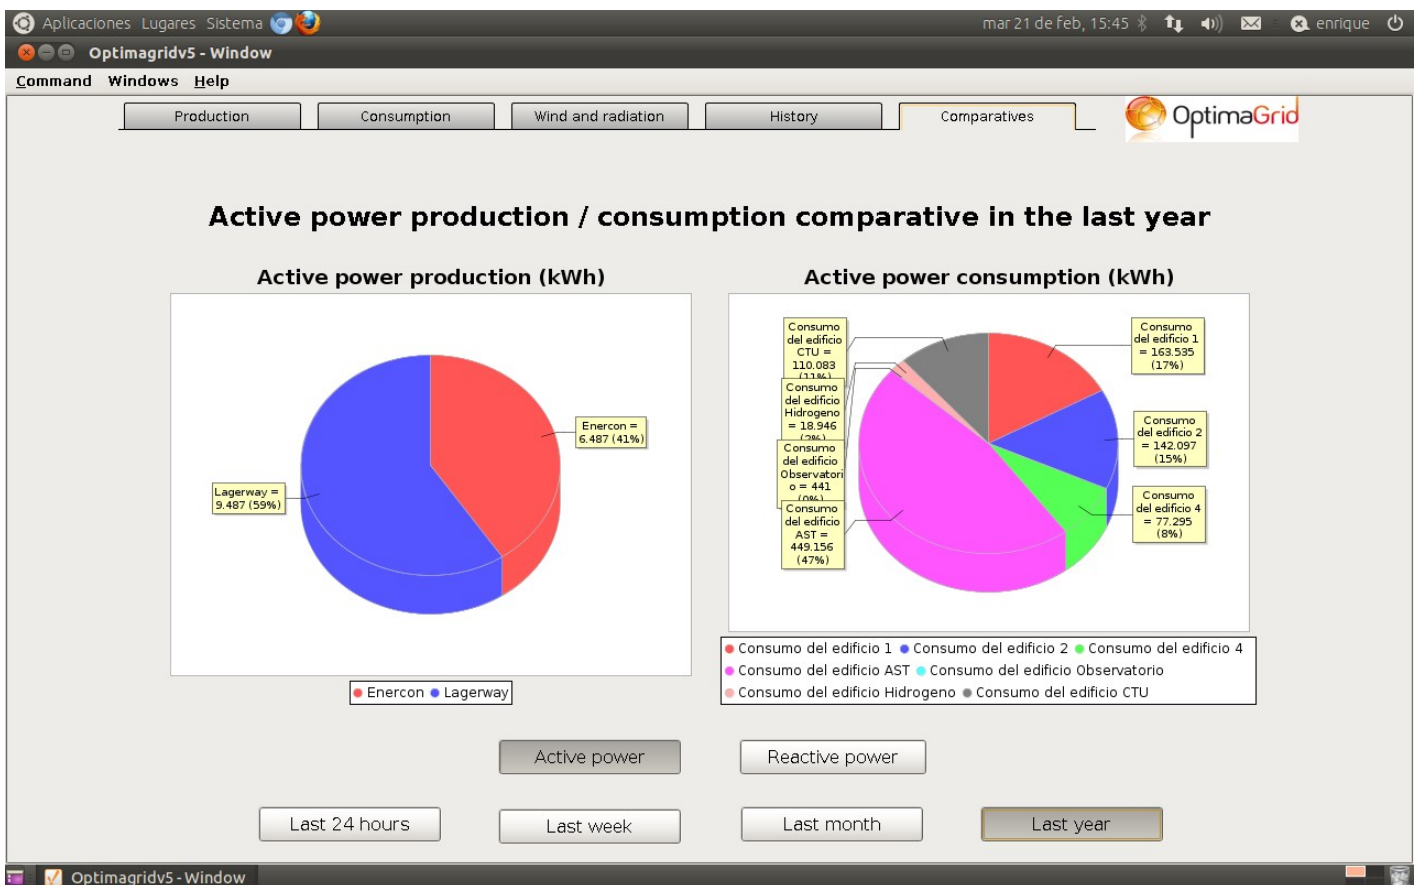 Aplicaciones Lugares Sistema
mar 21 de feb, 15:45
enrique
Optimagridv5 - Window
Command Windows Help
Production
Consumption
Wind and radiation
History
Comparatives
OptimaGrid
Active power production / consumption comparative in the last year
Active power production (kWh)
Enercon =
6.487 (41%)
Lagerway =
9.487 (59%)
Enercon Lagerway
Active power consumption (kWh)
Consumo
del edificio
CTU =
110.083
(11%)
Consumo
del edificio
Hidrogeno
= 18.946
(2%)
Consumo
del edificio
Observatori
o = 441
(0%)
Consumo
del edificio
AST =
449.156
(47%)
Consumo
del edificio 1
= 163.535
(17%)
Consumo
del edificio 2
= 142.097
(15%)
Consumo
del edificio 4
= 77.295
(8%)
Consumo del edificio 1 Consumo del edificio 2 Consumo del edificio 4
Consumo del edificio AST Consumo del edificio Observatorio
Consumo del edificio Hidrogeno Consumo del edificio CTU
Active power
Reactive power
Last 24 hours
Last week
Last month
Last year
Optimagridv5 - Window